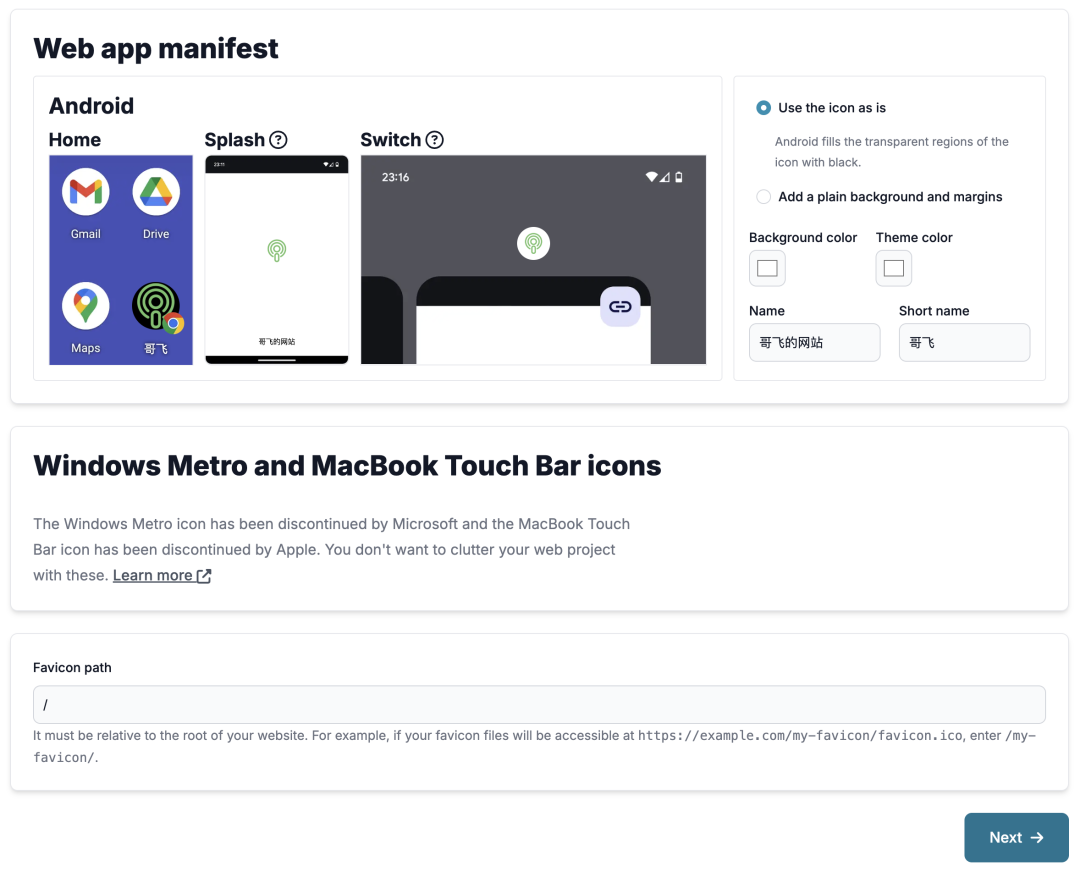 Web app manifest
Android
Home
Splash
Switch
23:11
23:16
Gmail
Drive
Maps
哥飞
哥飞的网站
Use the icon as is
Android fills the transparent regions of the
icon with black.
Add a plain background and margins
Background color
Theme color
Name
Short name
哥飞的网站
哥飞
Windows Metro and MacBook Touch Bar icons
The Windows Metro icon has been discontinued by Microsoft and the MacBook Touch
Bar icon has been discontinued by Apple. You don't want to clutter your web project
with these. Learn more
Favicon path
/
It must be relative to the root of your website. For example, if your favicon files will be accessible at https://example.com/my-favicon/favicon.ico, enter /my-
favicon/.
Next →